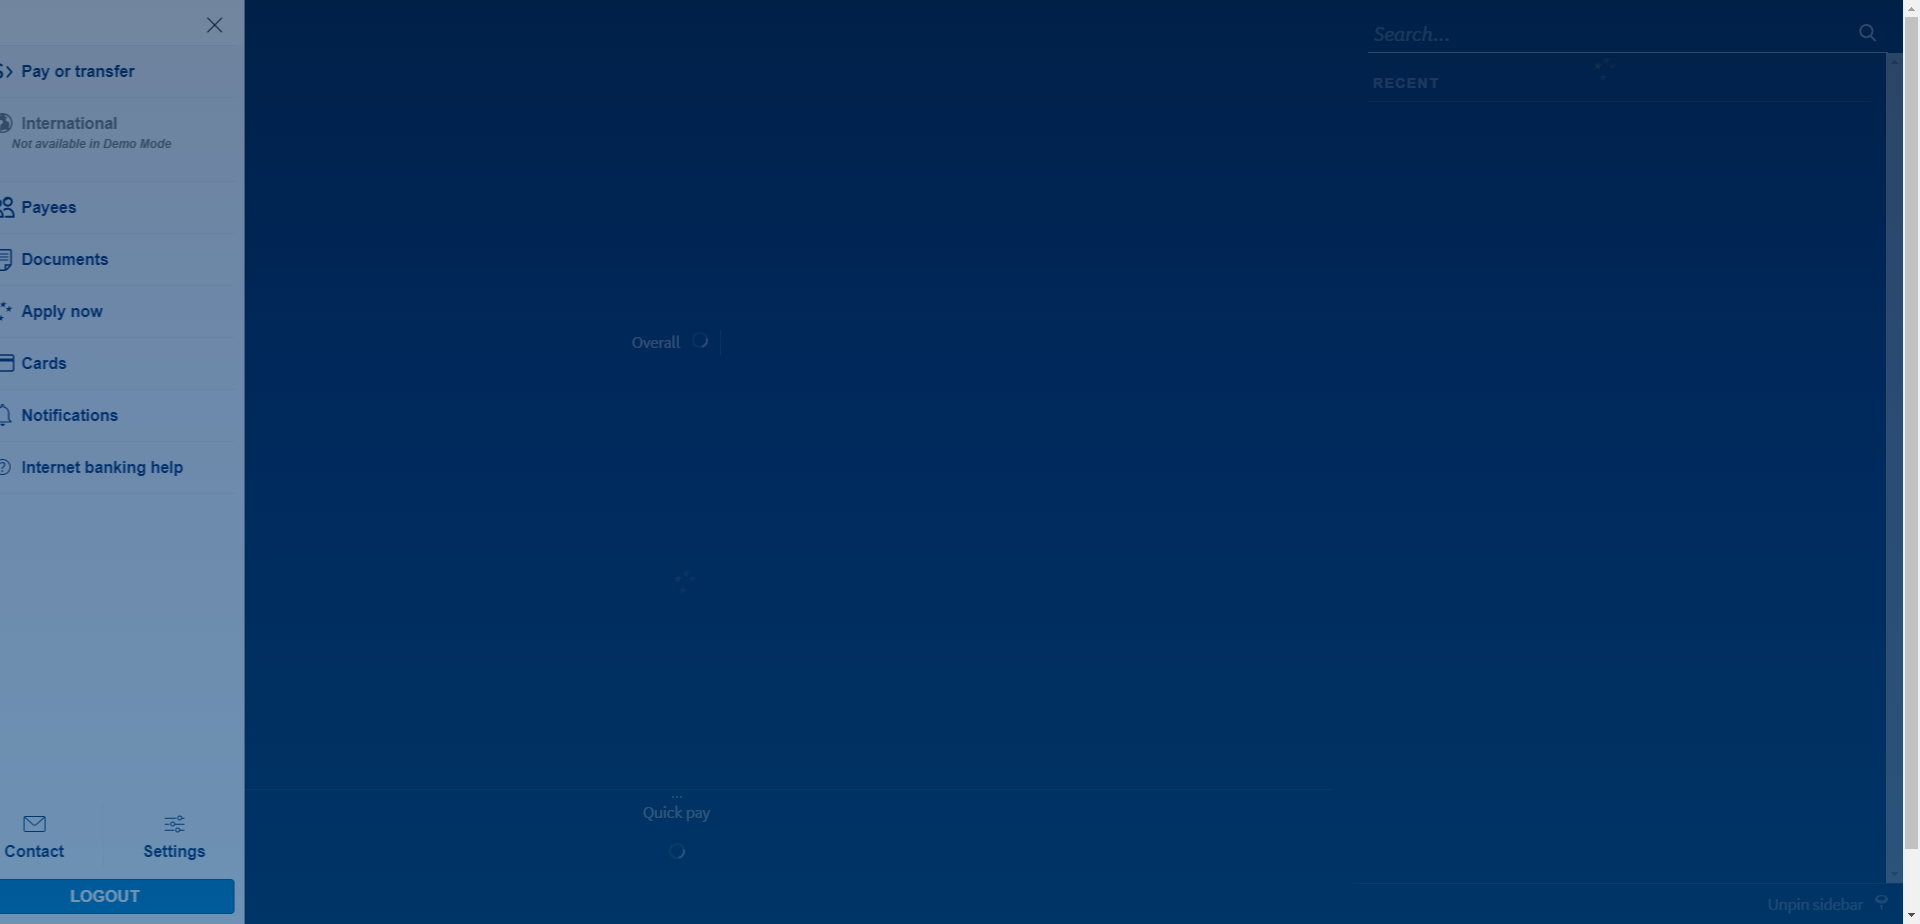 Pay or transfer
International
Not available in Demo Mode
Payees
Documents
Apply now
Cards
Notifications
Internet banking help
Contact
Settings
LOGOUT
Overall
...
Quick pay
Search...
RECENT
Unpin sidebar